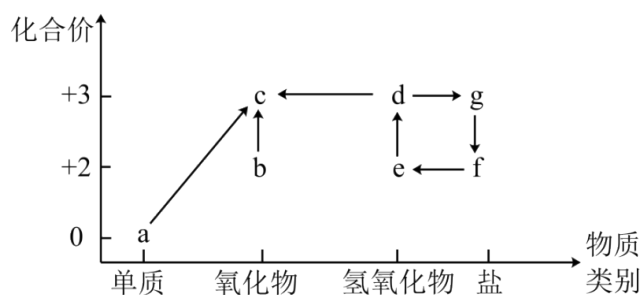 化合价
+3 c d g
+2 b e f
0 a
单质 氧化物 氢氧化物 盐 物质
类别